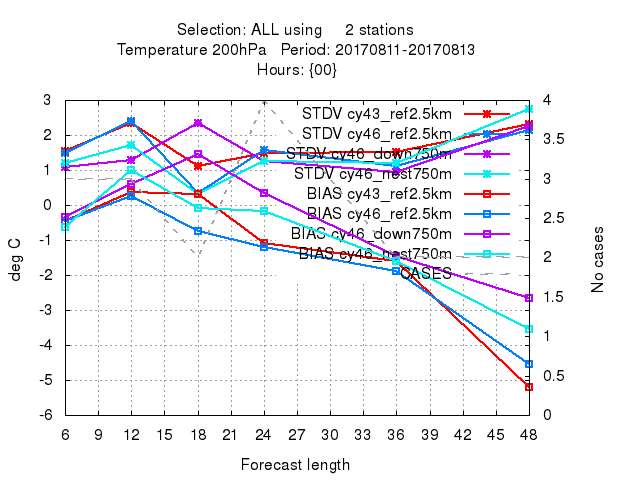 Selection: ALL using     2 stations
Temperature 200hPa   Period: 20170811-20170813
Hours: {00}
3
2
1
0
-1
-2
-3
-4
-5
-6
deg C
4
3.5
3
2.5
2
1.5
1
0.5
0
No cases
STDV cy43_ref2.5km
STDV cy46_ref2.5km
STDV cy46_down750m
STDV cy46_nest750m
BIAS cy43_ref2.5km
BIAS cy46_ref2.5km
BIAS cy46_down750m
BIAS cy46_nest750m
CASES
6 9 12 15 18 21 24 27 30 33 36 39 42 45 48
Forecast length